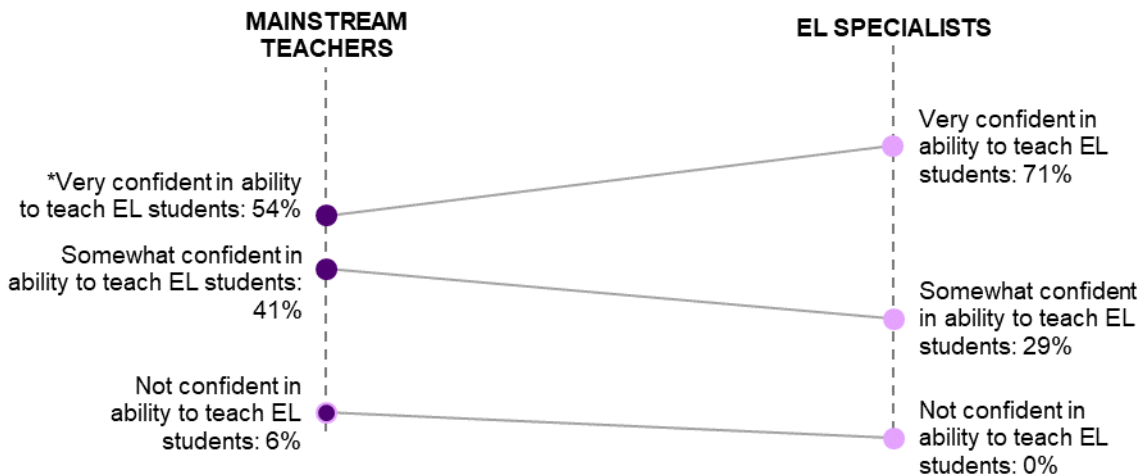 MAINSTREAM
TEACHERS
EL SPECIALISTS
*Very confident in ability
to teach EL students: 54%
Somewhat confident in
ability to teach EL students:
41%
Not confident in
ability to teach EL
students: 6%
Very confident in
ability to teach EL
students: 71%
Somewhat confident
in ability to teach EL
students: 29%
Not confident in
ability to teach EL
students: 0%